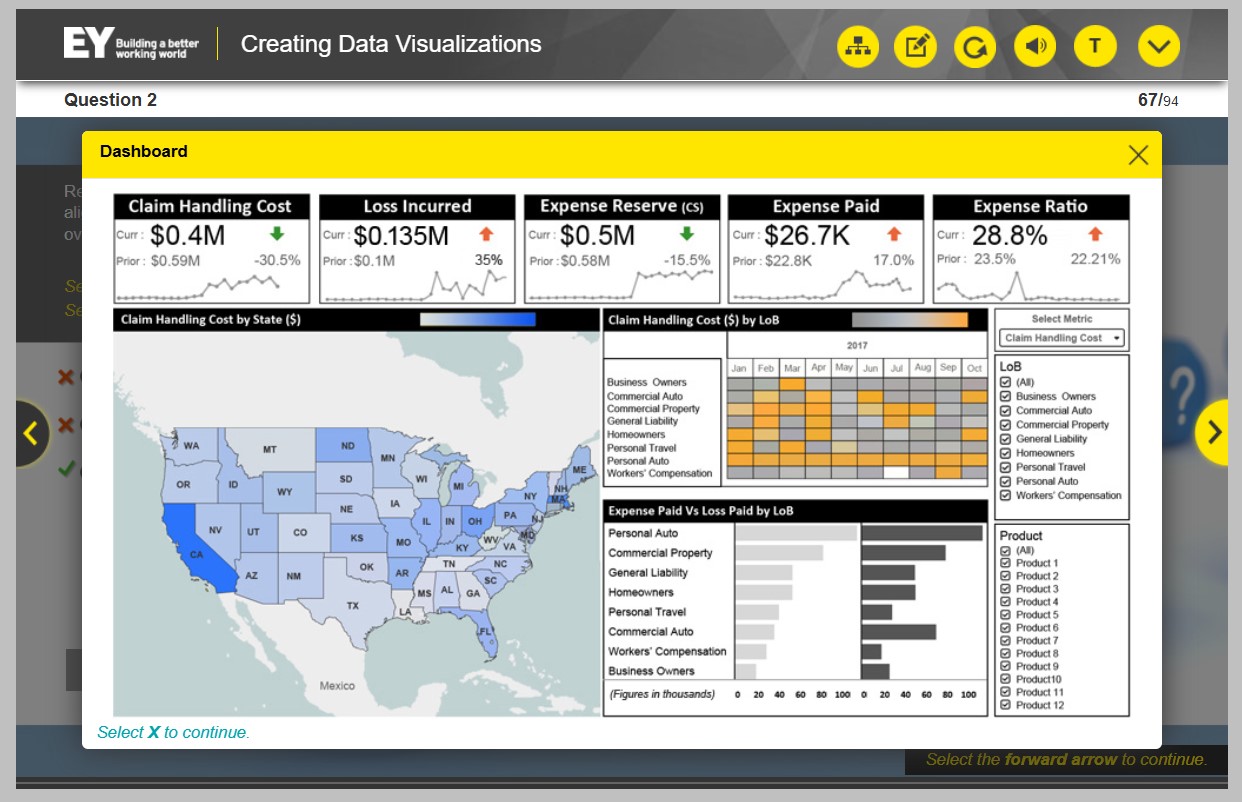 EY Building a better
working world
Creating Data Visualizations
T
Question 2
67/94
Dashboard
Claim Handling Cost
Curr : $0.4M
Prior : $0.59M -30.5%
Loss Incurred
Curr : $0.135M
Prior : $0.1M 35%
Expense Reserve (CS)
Curr : $0.5M
Prior : $0.58M -15.5%
Expense Paid
Curr : $26.7K
Prior : $22.8K 17.0%
Expense Ratio
Curr : 28.8%
Prior : 23.5% 22.21%
Claim Handling Cost by State ($)
WA
MT
ND
MN
ME
OR
ID
WY
SD
WI
MI
NY
NH
MA
NV
UT
CO
NE
IA
IL
IN
OH
PA
NJ
CA
KS
MO
KY
WV
VA
MD
AZ
NM
OK
AR
TN
NC
SC
TX
LA
MS
AL
GA
FL
Mexico
Claim Handling Cost ($) by LoB
2017
Jan Feb Mar Apr May Jun Jul Aug Sep Oct
Business Owners
Commercial Auto
Commercial Property
General Liability
Homeowners
Personal Travel
Personal Auto
Workers' Compensation
Expense Paid Vs Loss Paid by LoB
Personal Auto
Commercial Property
General Liability
Homeowners
Personal Travel
Commercial Auto
Workers' Compensation
Business Owners
(Figures in thousands) 0 20 40 60 80 100 0 20 40 60 80 100
Select Metric
Claim Handling Cost
LoB
(All)
Business Owners
Commercial Auto
Commercial Property
General Liability
Homeowners
Personal Travel
Personal Auto
Workers' Compensation
Product
(All)
Product 1
Product 2
Product 3
Product 4
Product 5
Product 6
Product 7
Product 8
Product 9
Product10
Product 11
Product 12
Select X to continue.
Select the forward arrow to continue.